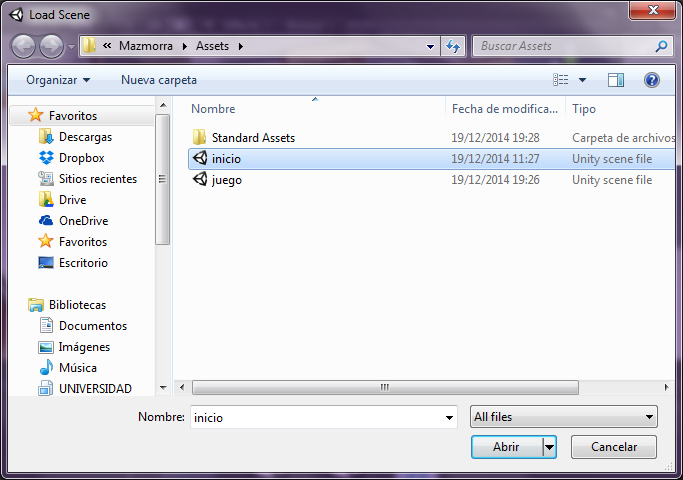 Load Scene
« Mazmorra Assets
Buscar Assets
Organizar Nueva carpeta
Nombre Fecha de modifica... Tipo
Favoritos
Descargas
Dropbox
Sitios recientes
Drive
OneDrive
Favoritos
Escritorio
Bibliotecas
Documentos
Imágenes
Música
UNIVERSIDAD
Standard Assets 19/12/2014 19:28 Carpeta de archivos
inicio 19/12/2014 11:27 Unity scene file
juego 19/12/2014 19:26 Unity scene file
Nombre: inicio All files
Abrir Cancelar